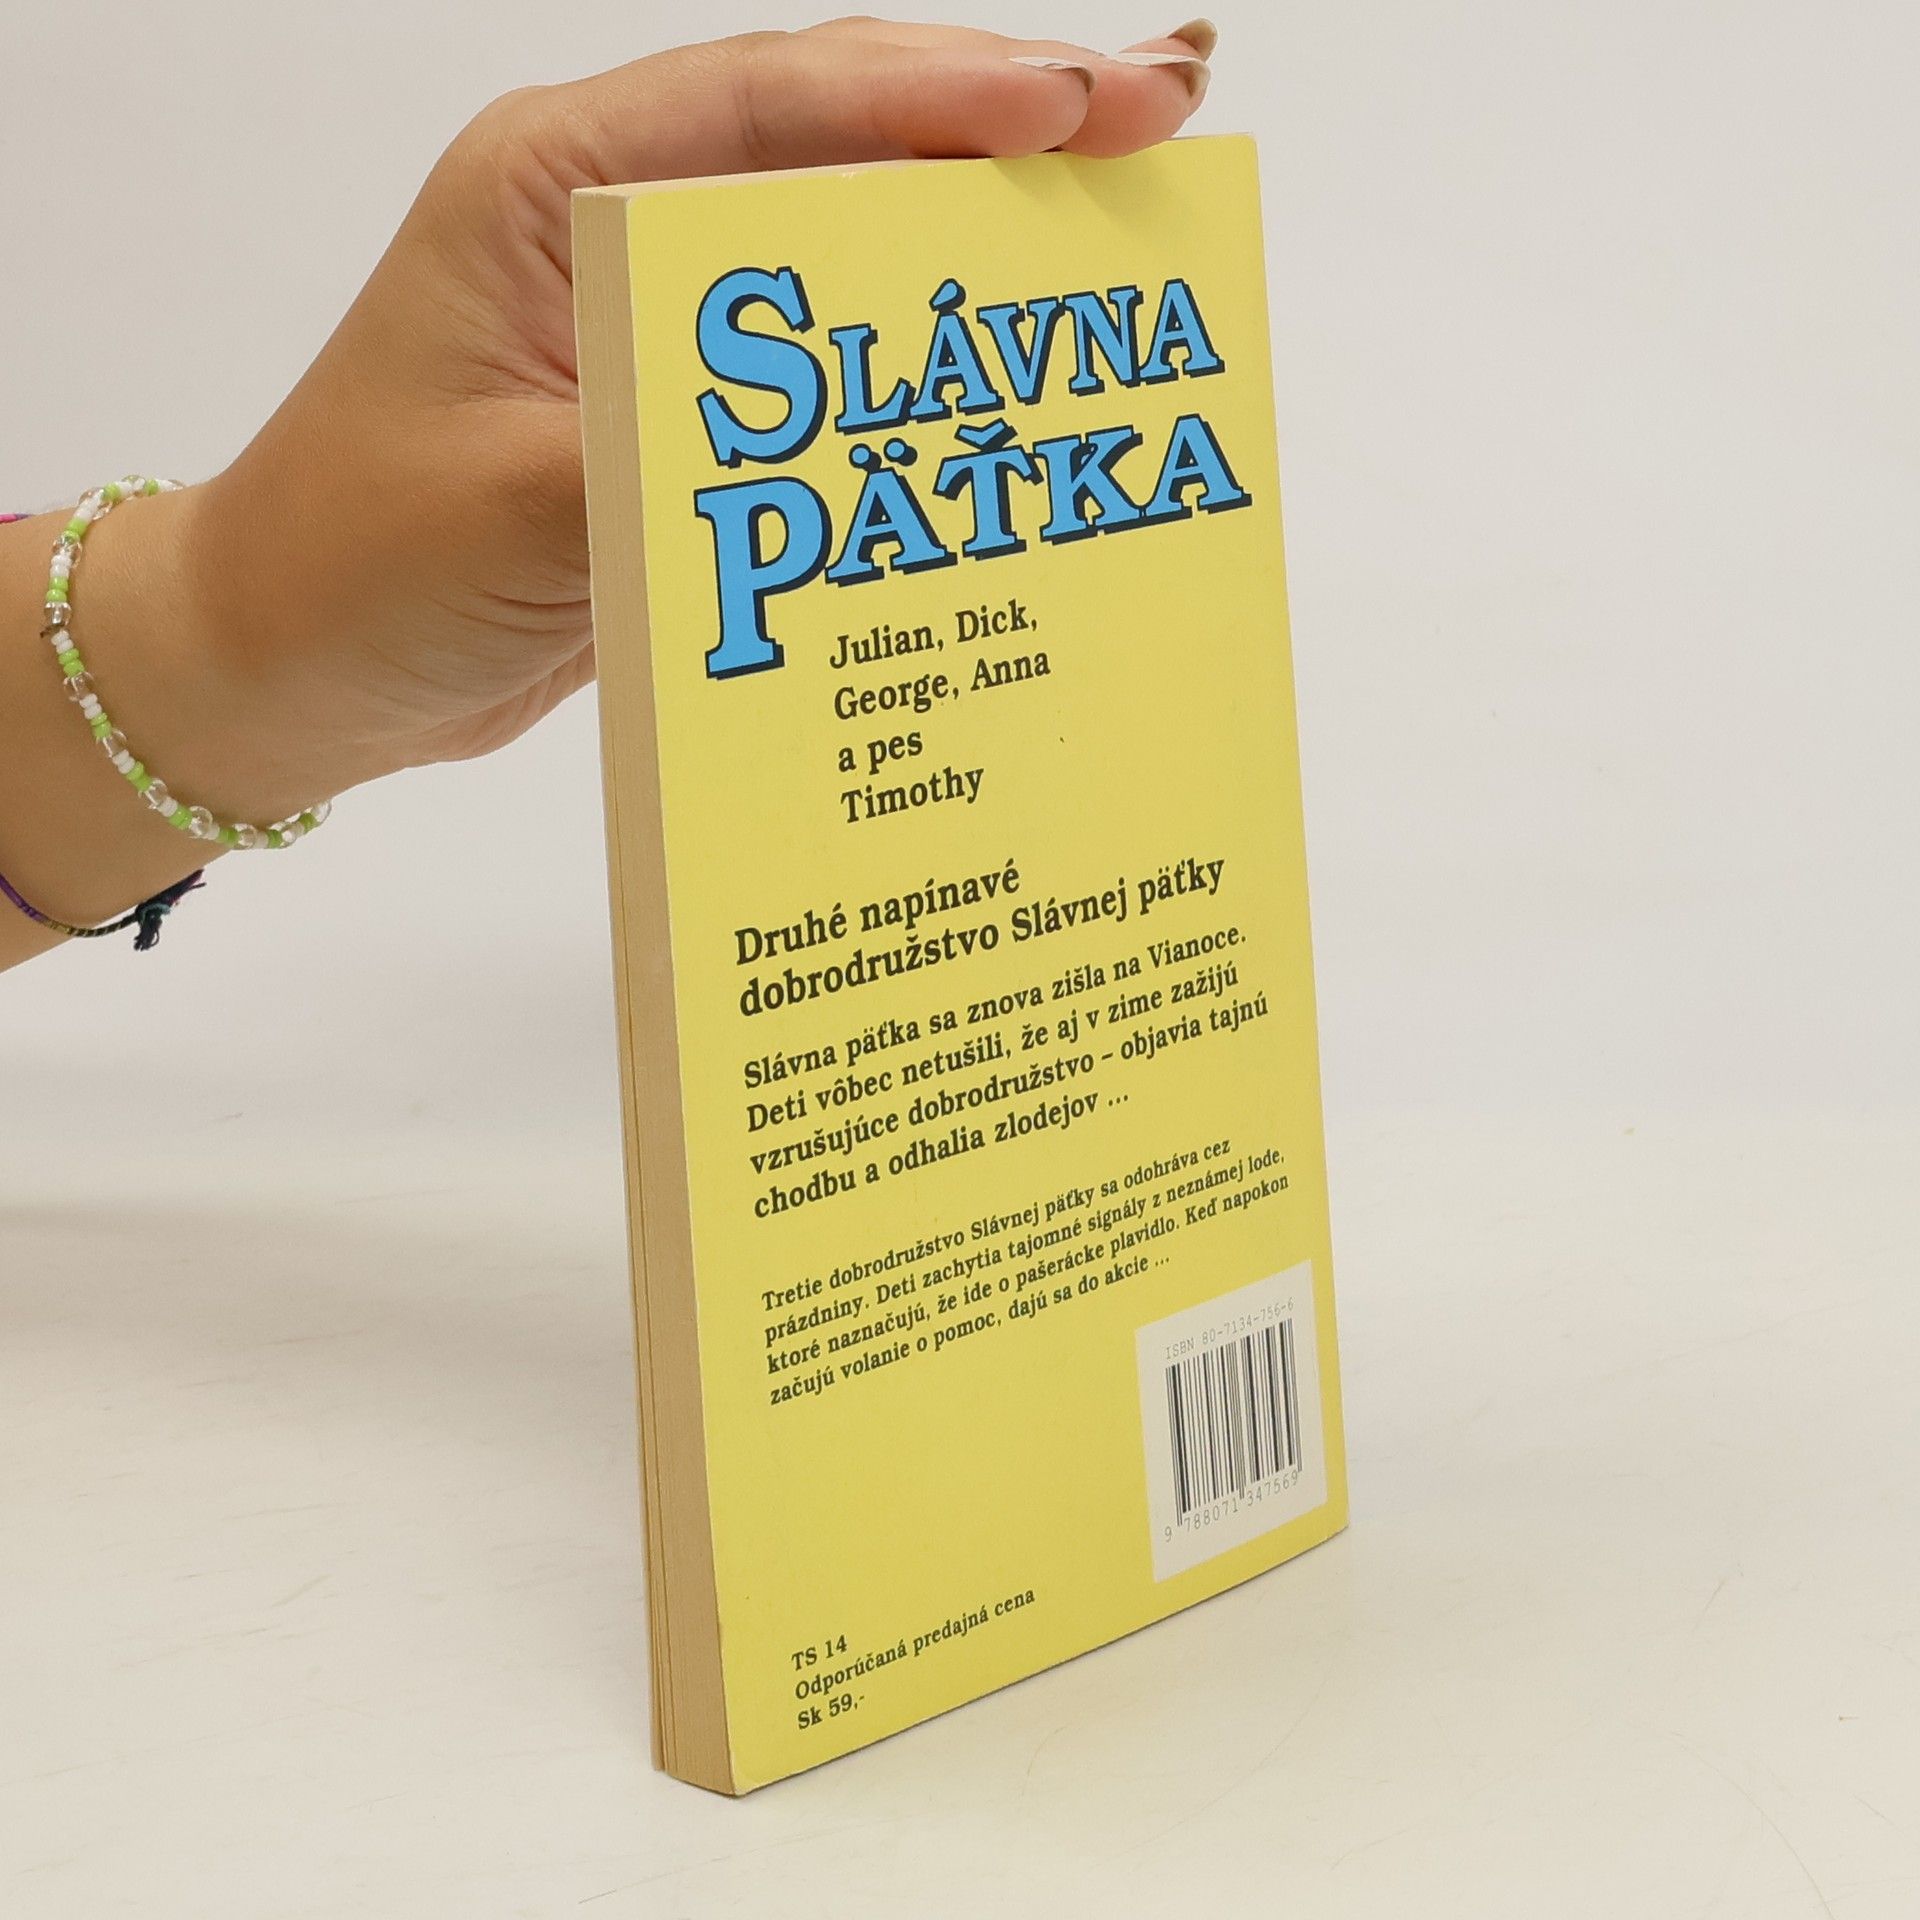 SLÁVNA
PÄŤKA
Julian, Dick,
George, Anna
a pes
Timothy
Druhé napínavé
dobrodružstvo Slávnej päťky
Slávna päťka sa znova zišla na Vianoce.
Deti vôbec netušili, že aj v zime zažijú
vzrušujúce dobrodružstvo – objavia tajnú
chodbu a odhalia zlodejov ...
Tretie dobrodružstvo Slávnej päťky sa odohráva cez
prázdniny. Deti zachytia tajomné signály z neznámej lode,
ktoré naznačujú, že ide o pašerácke plavidlo. Keď napokon
začujú volanie o pomoc, dajú sa do akcie ...
ISBN 80-7134-756-6
9 788071 347569
TS 14
Odporúčaná predajná cena
Sk 59,-